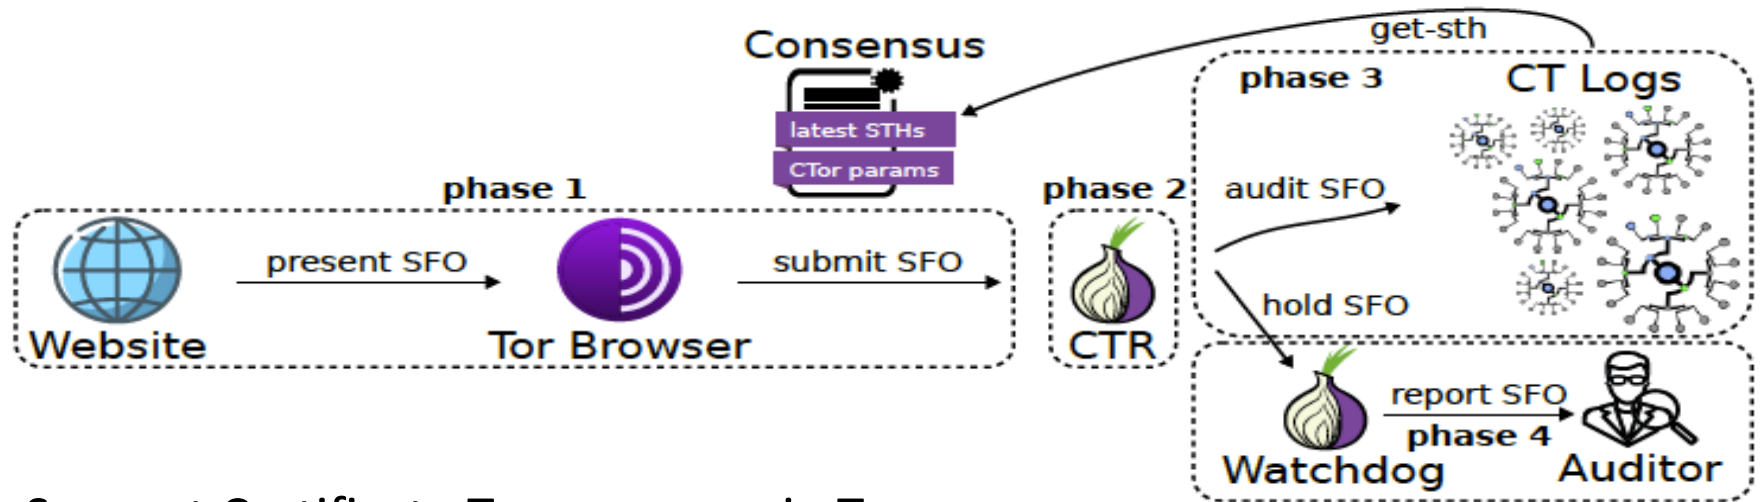 get-sth
Consensus
phase 3
CT Logs
latest STHs
CTor params
phase 1
phase 2
audit SFO
present SFO
submit SFO
hold SFO
Website
Tor Browser
CTR
report SFO
phase 4
Watchdog
Auditor